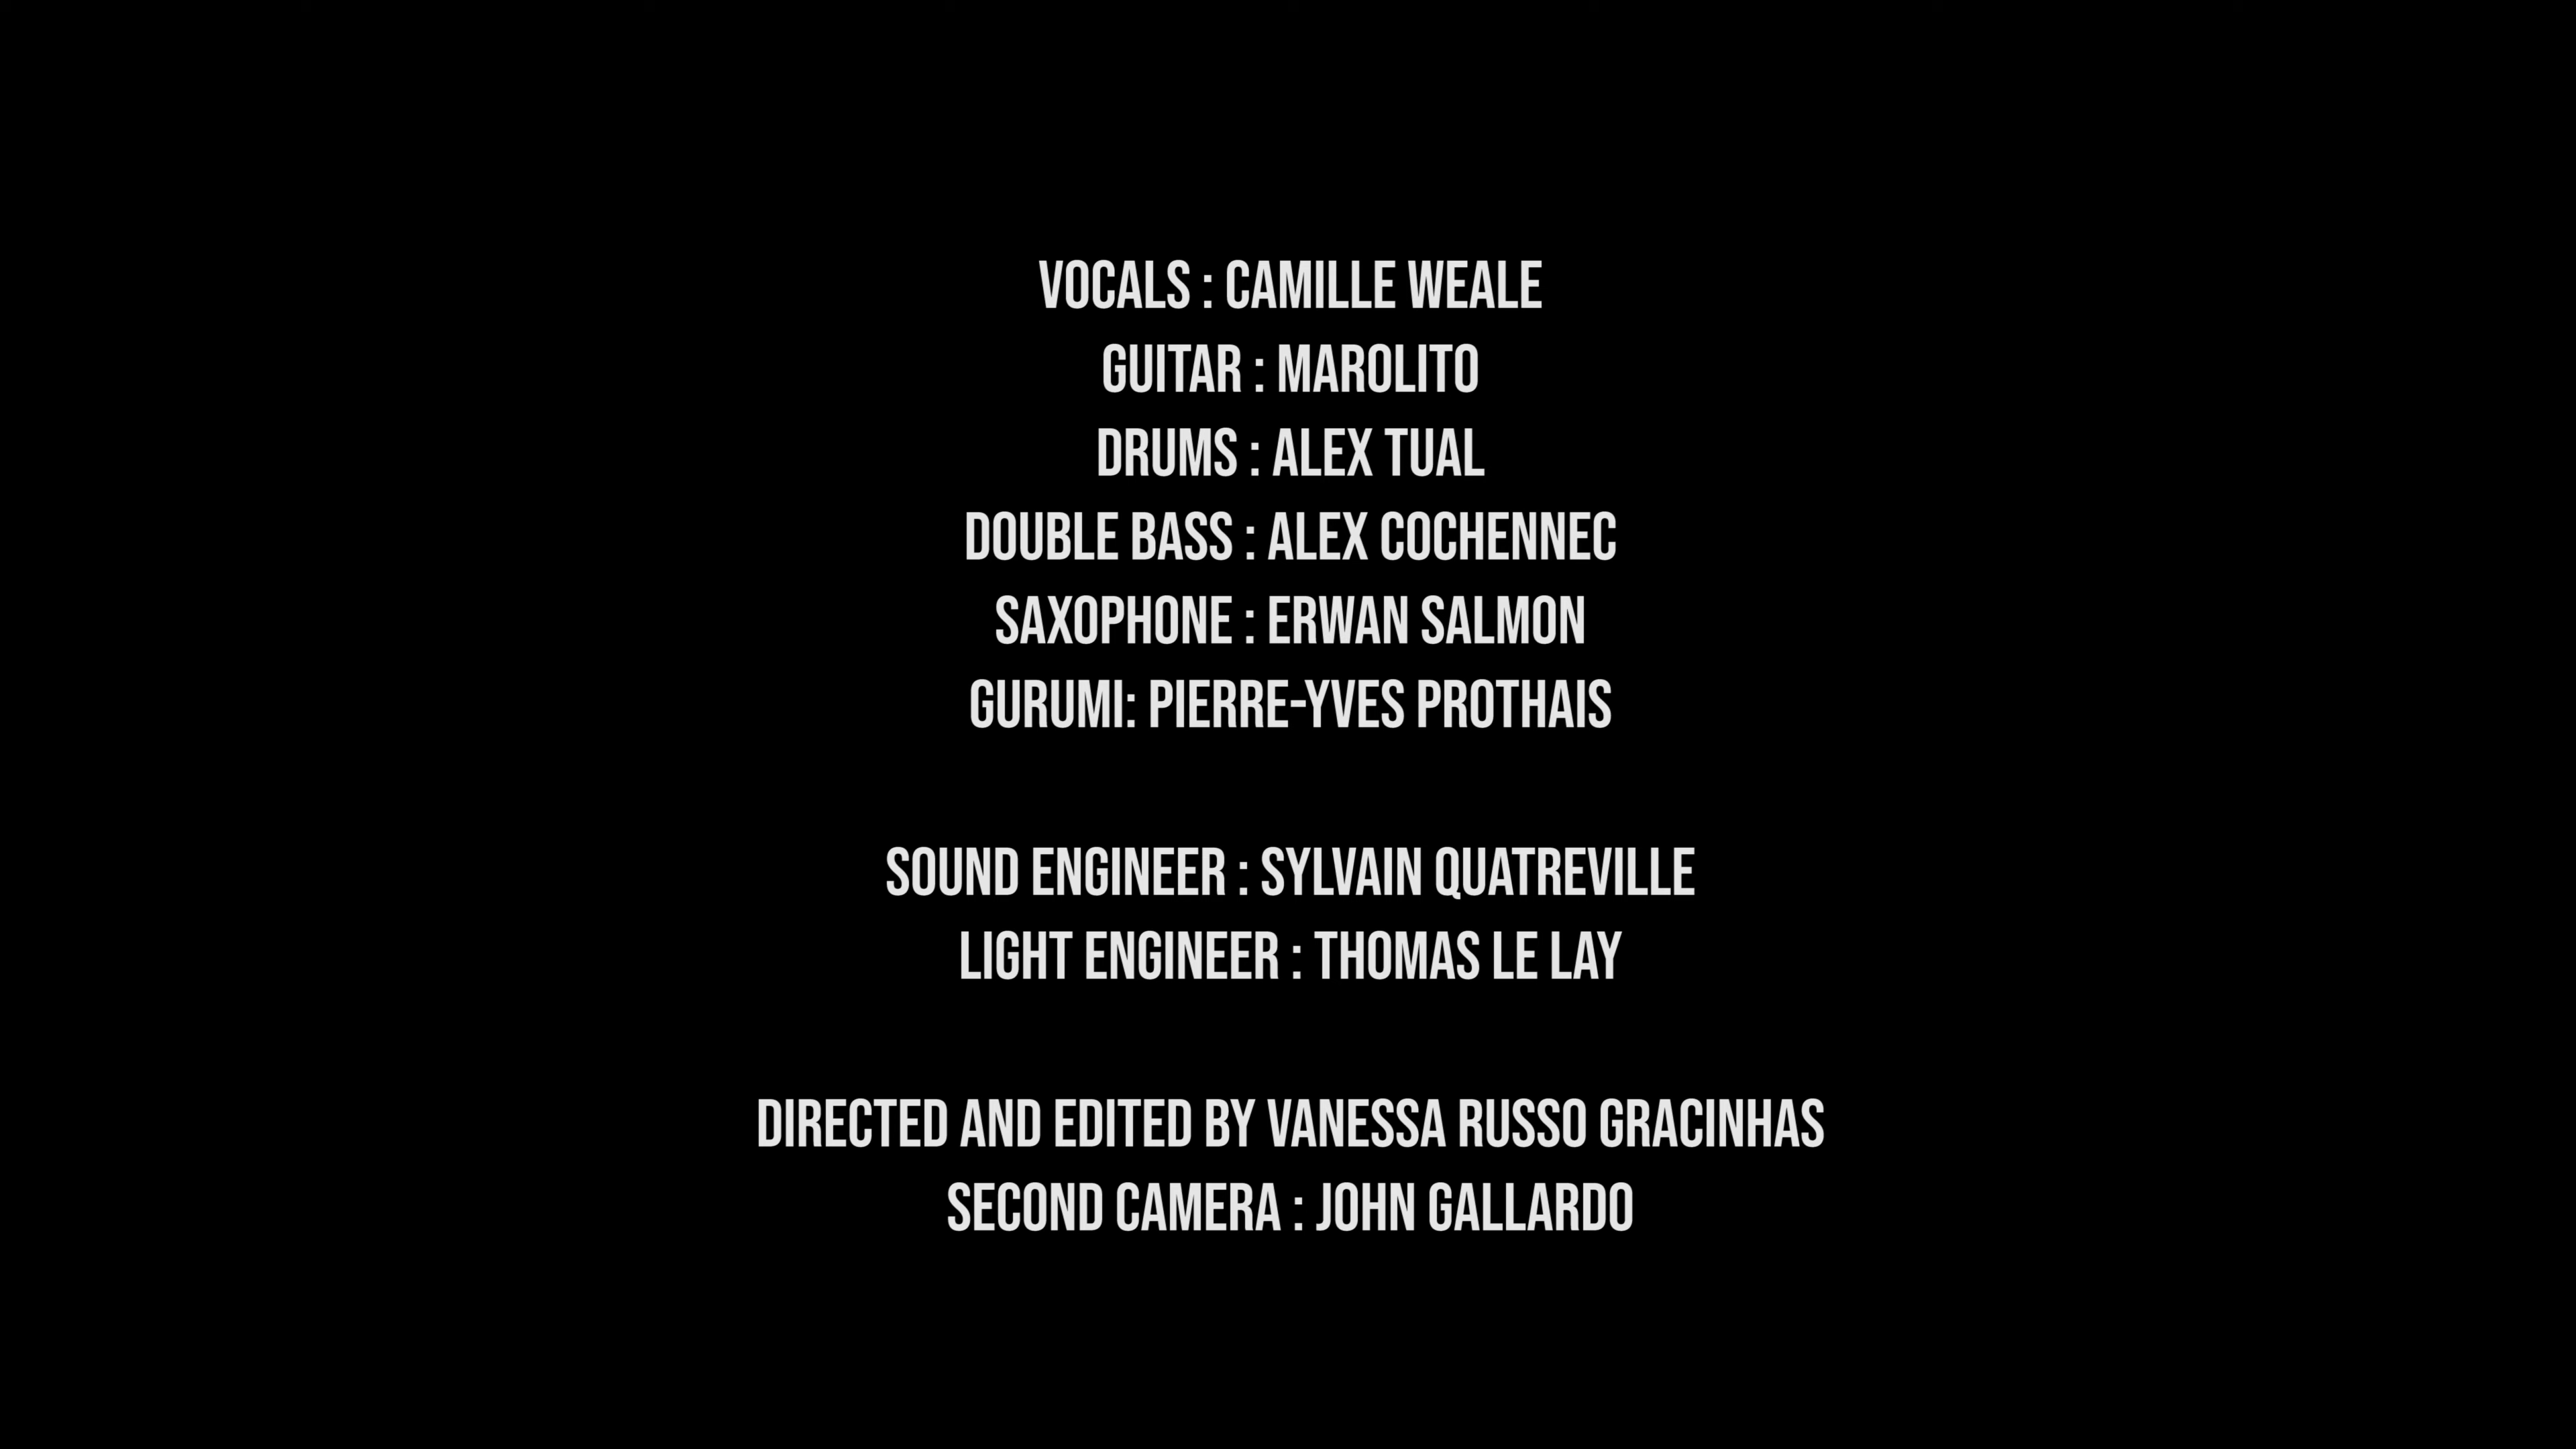 VOCALS : CAMILLE WEALE
GUITAR : MAROLITO
DRUMS : ALEX TUAL
DOUBLE BASS : ALEX COCHENNEC
SAXOPHONE : ERWAN SALMON
GURUMI: PIERRE-YVES PROTHAIS
SOUND ENGINEER : SYLVAIN QUATREVILLE
LIGHT ENGINEER : THOMAS LE LAY
DIRECTED AND EDITED BY VANESSA RUSSO GRACINHAS
SECOND CAMERA : JOHN GALLARDO